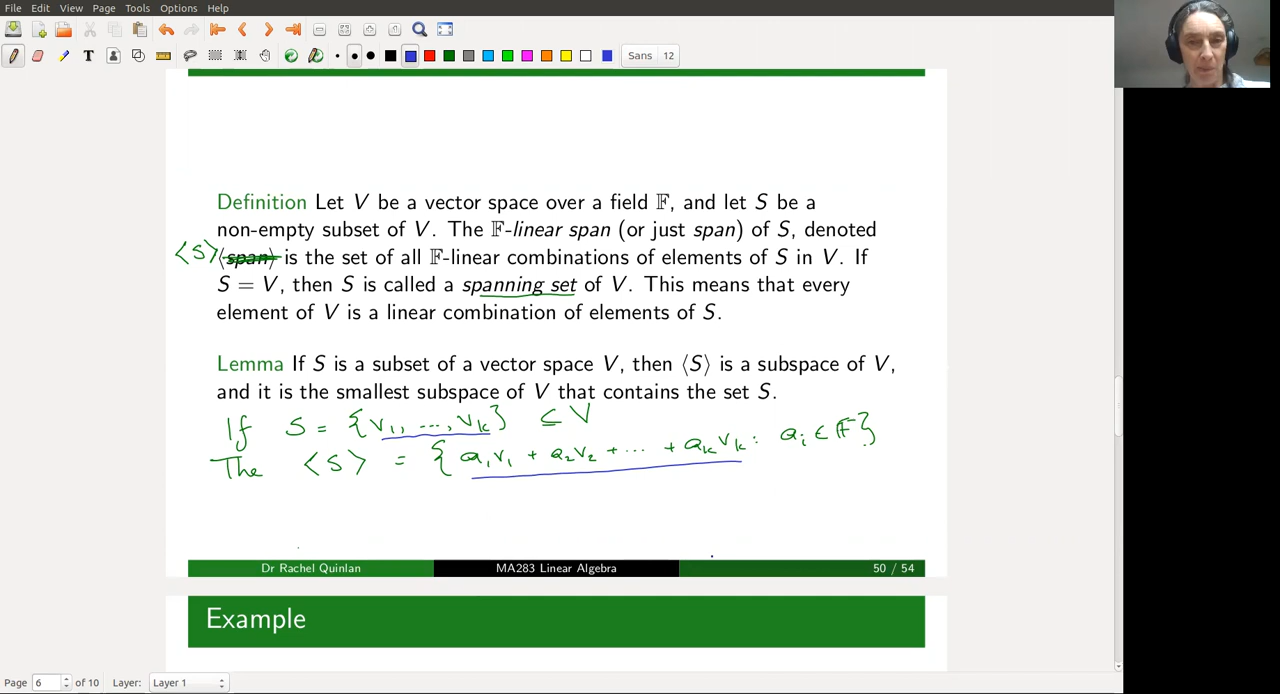 File Edit View Page Tools Options Help
Sans 12
Definition Let V be a vector space over a field 𝔽, and let S be a
non-empty subset of V. The 𝔽-linear span (or just span) of S, denoted
⟨S⟩ ⟨span⟩ is the set of all 𝔽-linear combinations of elements of S in V. If
S = V, then S is called a spanning set of V. This means that every
element of V is a linear combination of elements of S.
Lemma If S is a subset of a vector space V, then ⟨S⟩ is a subspace of V,
and it is the smallest subspace of V that contains the set S.
If S = {v₁, ..., vₖ} ⊆ V
The ⟨S⟩ = {a₁v₁ + a₂v₂ + ... + aₖvₖ : aᵢ ∈ 𝔽}
Dr Rachel Quinlan MA283 Linear Algebra 50 / 54
Example
Page 6 of 10 Layer: Layer 1